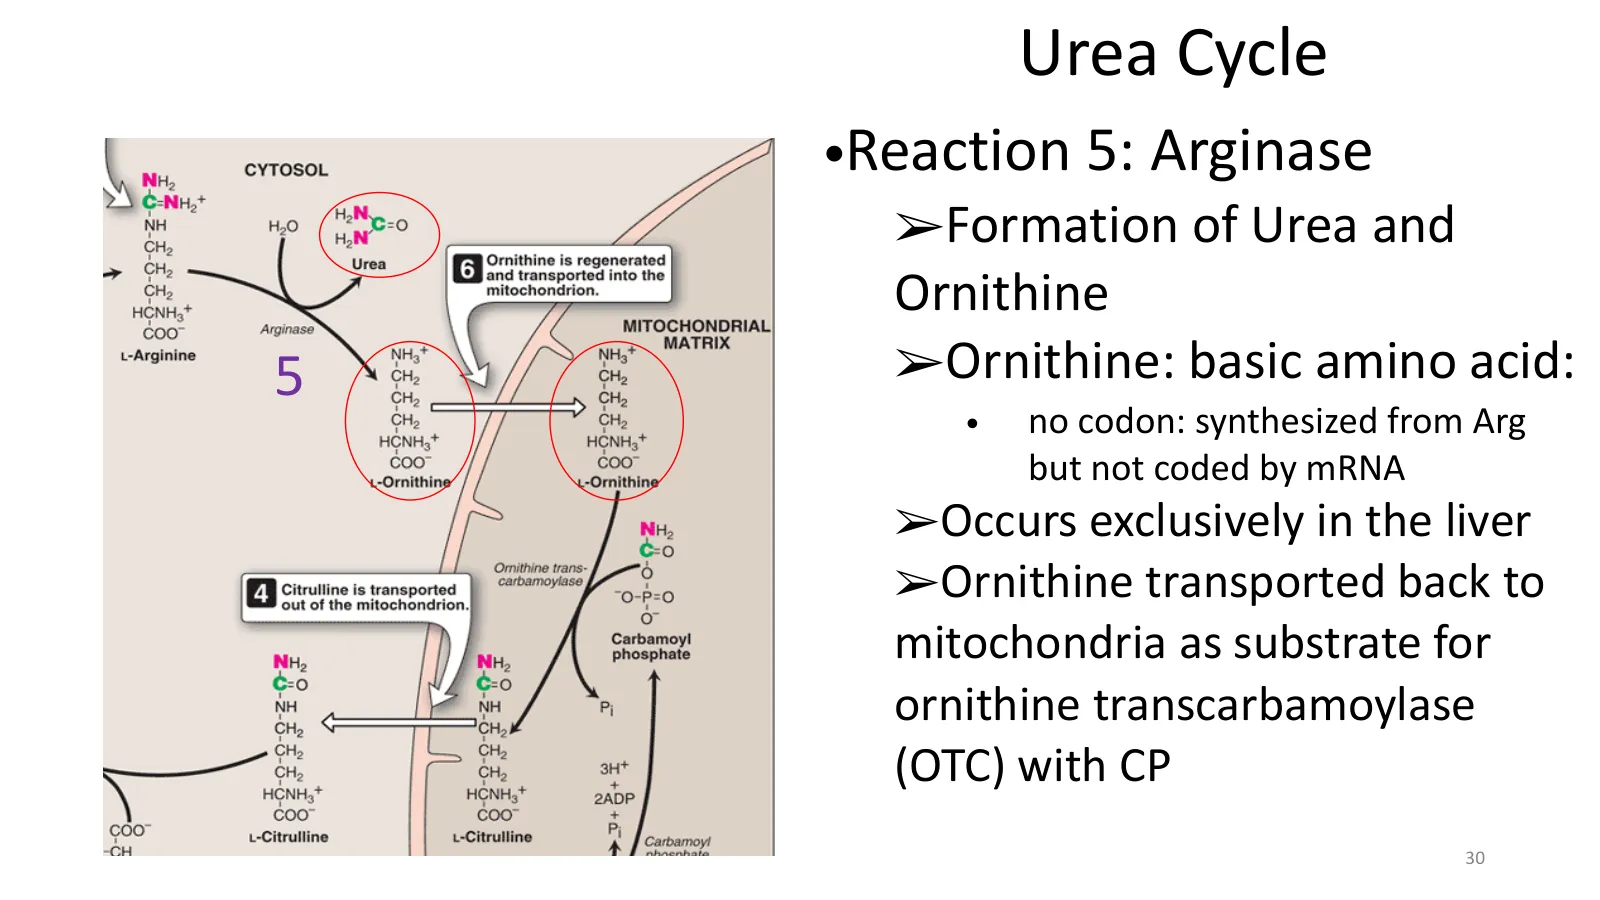 Urea Cycle
•Reaction 5: Arginase
➢Formation of Urea and
Ornithine
➢Ornithine: basic amino acid:
• no codon: synthesized from Arg
but not coded by mRNA
➢Occurs exclusively in the liver
➢Ornithine transported back to
mitochondria as substrate for
ornithine transcarbamoylase
(OTC) with CP
30
CYTOSOL
NH₂
C=NH₂⁺
NH
CH₂
CH₂
CH₂
HCNH₃⁺
COO⁻
L-Arginine
H₂O
H₂N
C=O
H₂N
Urea
Arginase
5
6 Ornithine is regenerated
and transported into the
mitochondrion.
MITOCHONDRIAL
MATRIX
NH₃⁺
CH₂
CH₂
CH₂
HCNH₃⁺
COO⁻
L-Ornithine
NH₃⁺
CH₂
CH₂
CH₂
HCNH₃⁺
COO⁻
L-Ornithine
Ornithine trans-
carbamoylase
NH₂
C=O
O
⁻O-P=O
O⁻
Carbamoyl
phosphate
Pi
4 Citrulline is transported
out of the mitochondrion.
NH₂
C=O
NH
CH₂
CH₂
CH₂
HCNH₃⁺
COO⁻
L-Citrulline
NH₂
C=O
NH
CH₂
CH₂
CH₂
HCNH₃⁺
COO⁻
L-Citrulline
3H⁺
+
2ADP
+
Pi
Carbamoyl
phosphate
COO⁻
-CH